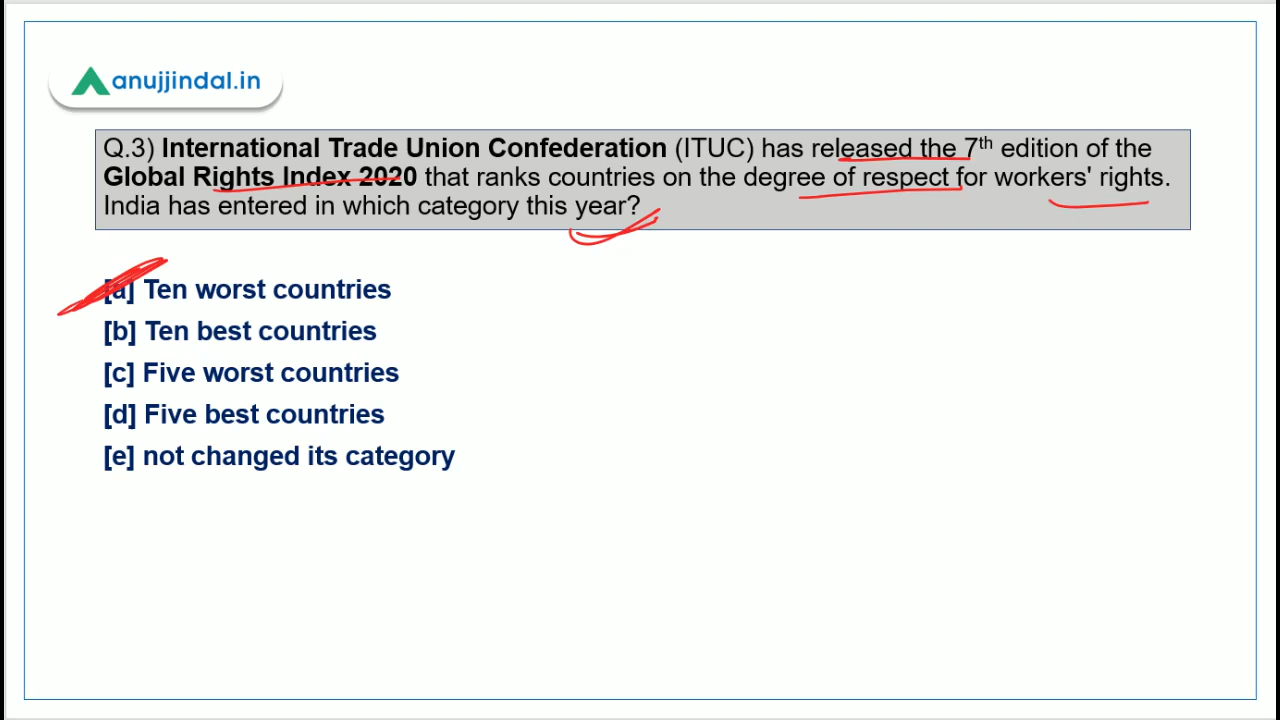 anujjindal.in
Q.3) International Trade Union Confederation (ITUC) has released the 7th edition of the
Global Rights Index 2020 that ranks countries on the degree of respect for workers' rights.
India has entered in which category this year?
[a] Ten worst countries
[b] Ten best countries
[c] Five worst countries
[d] Five best countries
[e] not changed its category